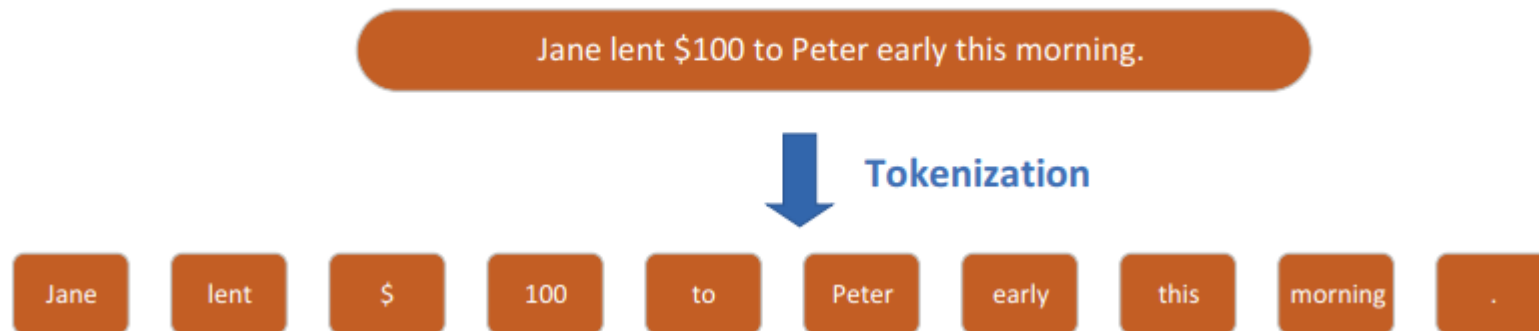 Jane lent $100 to Peter early this morning.
Tokenization
Jane lent $ 100 to Peter early this morning .